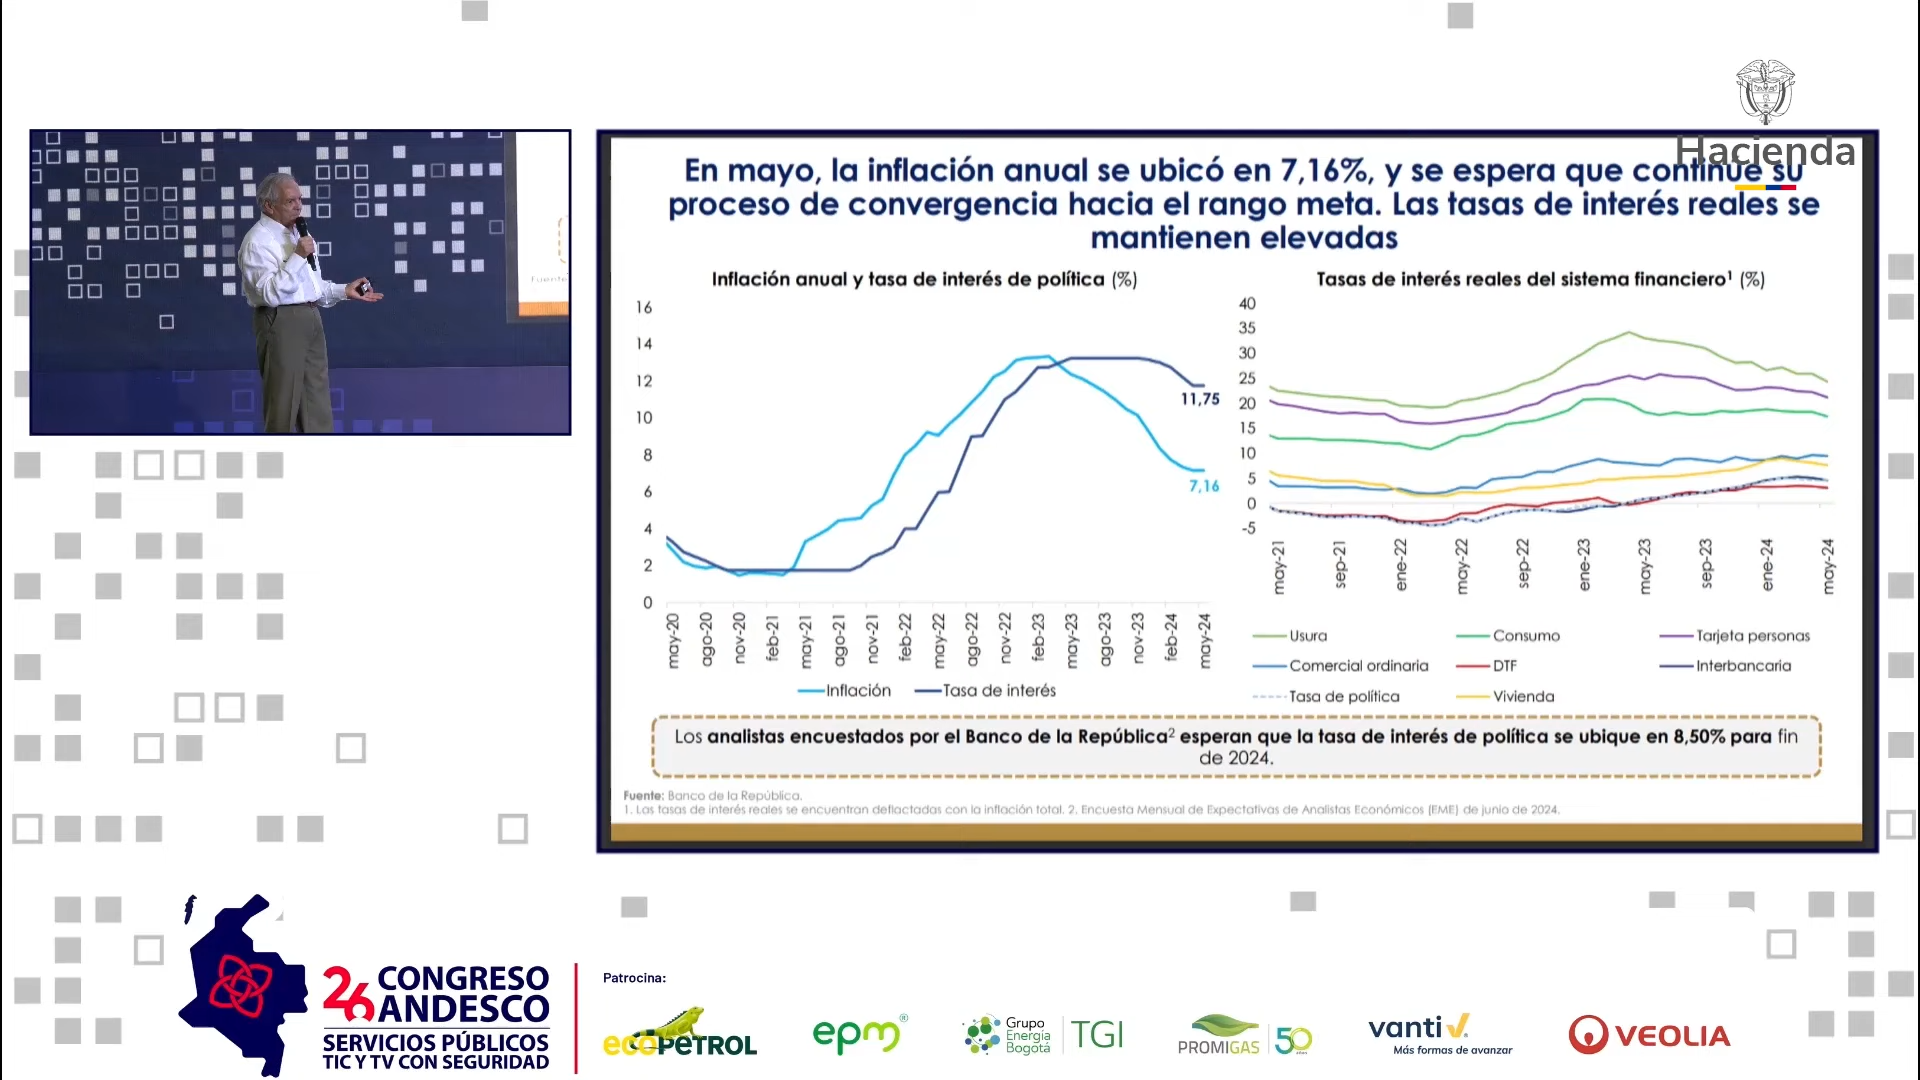 Hacienda
En mayo, la inflación anual se ubicó en 7,16%, y se espera que continúe su
proceso de convergencia hacia el rango meta. Las tasas de interés reales se
mantienen elevadas
Inflación anual y tasa de interés de política (%)
16
14
12
10
8
6
4
2
0
11,75
7,16
may-20
ago-20
nov-20
feb-21
may-21
ago-21
nov-21
feb-22
may-22
ago-22
nov-22
feb-23
may-23
ago-23
nov-23
feb-24
may-24
Inflación
Tasa de interés
Tasas de interés reales del sistema financiero¹ (%)
40
35
30
25
20
15
10
5
0
-5
may-21
sep-21
ene-22
may-22
sep-22
ene-23
may-23
sep-23
ene-24
may-24
Usura
Consumo
Tarjeta personas
Comercial ordinaria
DTF
Interbancaria
Tasa de política
Vivienda
Los analistas encuestados por el Banco de la República² esperan que la tasa de interés de política se ubique en 8,50% para fin
de 2024.
Fuente: Banco de la República.
1. Las tasas de interés reales se encuentran deflactadas con la inflación total. 2. Encuesta Mensual de Expectativas de Analistas Económicos (EME) de junio de 2024.
26 CONGRESO
ANDESCO
SERVICIOS PÚBLICOS
TIC Y TV CON SEGURIDAD
Patrocina:
ecoPETROL
epm®
Grupo
Energía
Bogotá
TGI
PROMIGAS
50
vanti
Más formas de avanzar
VEOLIA